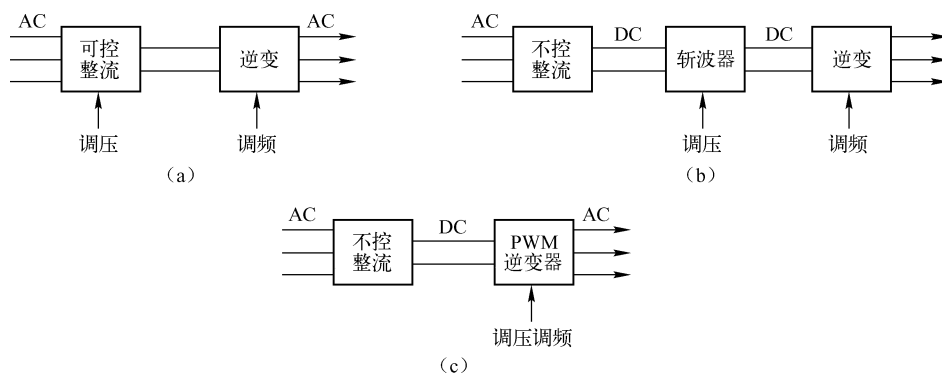 AC
AC
可控
整流
逆变
调压
调频
（a）
DC
DC
不控
整流
斩波器
逆变
调压
调频
（b）
AC
DC
AC
不控
整流
PWM
逆变器
调压调频
（c）